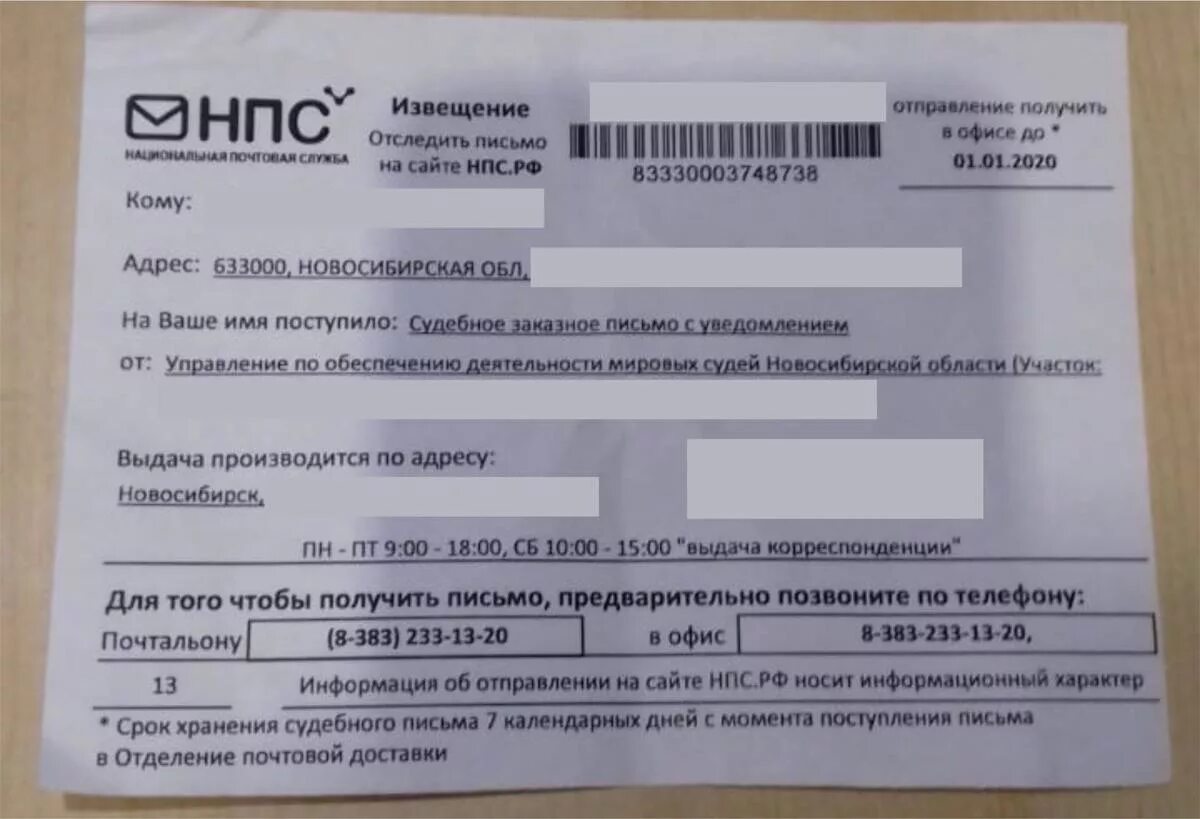 НПС
НАЦИОНАЛЬНАЯ ПОЧТОВАЯ СЛУЖБА
Извещение
Отследить письмо
на сайте НПС.РФ
83330003748738
отправление получить
в офисе до *
01.01.2020
Кому:
Адрес: 633000, НОВОСИБИРСКАЯ ОБЛ,
На Ваше имя поступило: Судебное заказное письмо с уведомлением
от: Управление по обеспечению деятельности мировых судей Новосибирской области (Участок:
Выдача производится по адресу:
Новосибирск,
ПН - ПТ 9:00 - 18:00, СБ 10:00 - 15:00 "выдача корреспонденции"
Для того чтобы получить письмо, предварительно позвоните по телефону:
Почтальону (8-383) 233-13-20 в офис 8-383-233-13-20,
13 Информация об отправлении на сайте НПС.РФ носит информационный характер
* Срок хранения судебного письма 7 календарных дней с момента поступления письма
в Отделение почтовой доставки